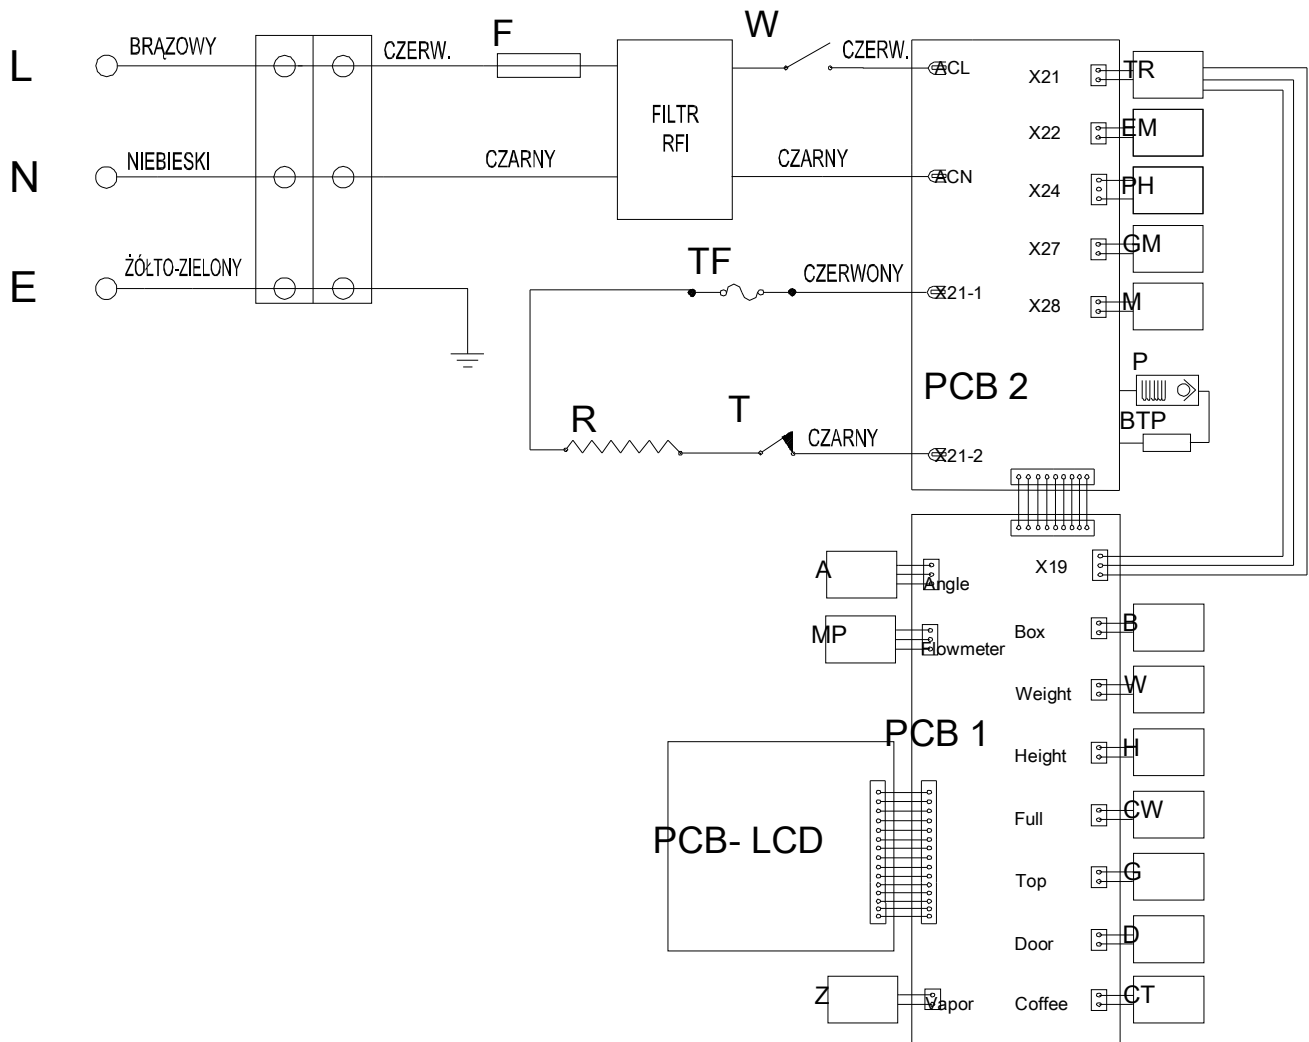 L
BRĄZOWY
CZERW.
F
W
CZERW.
FILTR
RFI
ACL
X21
TR
X22
EM
N
NIEBIESKI
CZARNY
CZARNY
ACN
X24
PH
X27
GM
E
ŻÓŁTO-ZIELONY
TF
CZERWONY
X21-1
X28
M
P
PCB 2
BTP
R
T
CZARNY
X21-2
A
Angle
X19
MP
Flowmeter
Box
B
Weight
W
PCB 1
Height
H
PCB- LCD
Full
CW
Top
G
Door
D
Z
Vapor
Coffee
CT